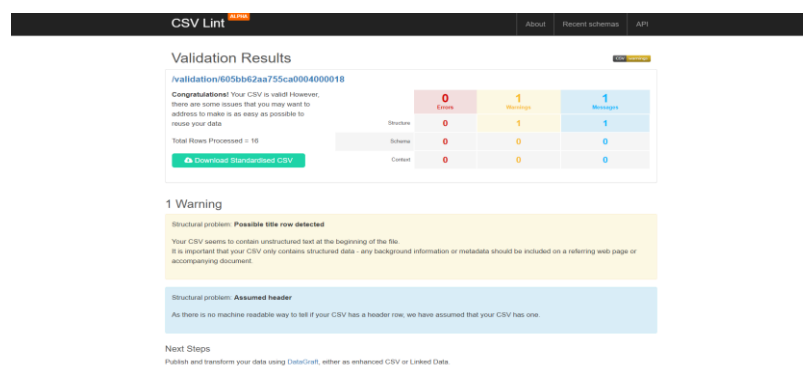 CSV Lint ALPHA
About Recent schemas API
Validation Results
CSV warnings
/validation/605bb62aa755ca0004000018
Congratulations! Your CSV is valid! However,
there are some issues that you may want to
address to make is as easy as possible to
reuse your data
Total Rows Processed = 16
Download Standardised CSV
0 1 1
Errors Warnings Messages
Structure 0 1 1
Schema 0 0 0
Context 0 0 0
1 Warning
Structural problem: Possible title row detected
Your CSV seems to contain unstructured text at the beginning of the file.
It is important that your CSV only contains structured data - any background information or metadata should be included on a referring web page or
accompanying document.
Structural problem: Assumed header
As there is no machine readable way to tell if your CSV has a header row, we have assumed that your CSV has one.
Next Steps
Publish and transform your data using DataGraft, either as enhanced CSV or Linked Data.